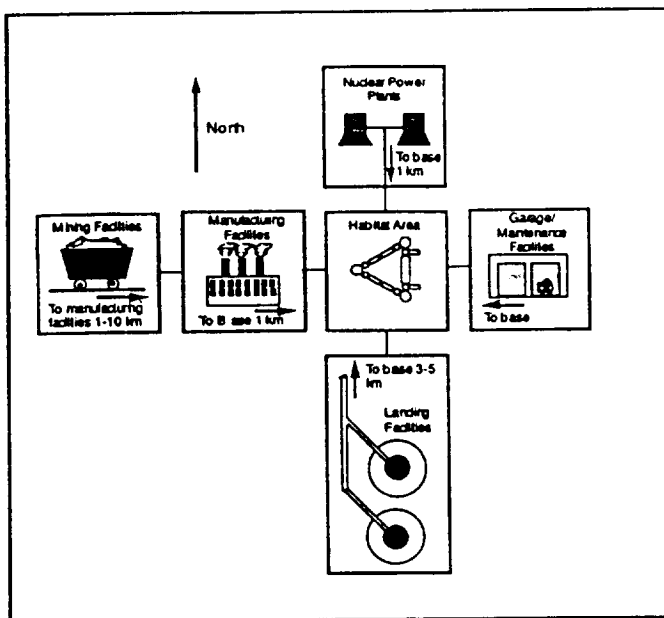 Nuclear Power
Plants
North
To base
1 km
Mining Facilities
Manufacturing
Facilities
Habitat Area
Garage/
Maintenance
Facilities
To manufacturing
facilities 1-10 km
To Base 1 km
To base
To base 3-5
km
Landing
Facilities